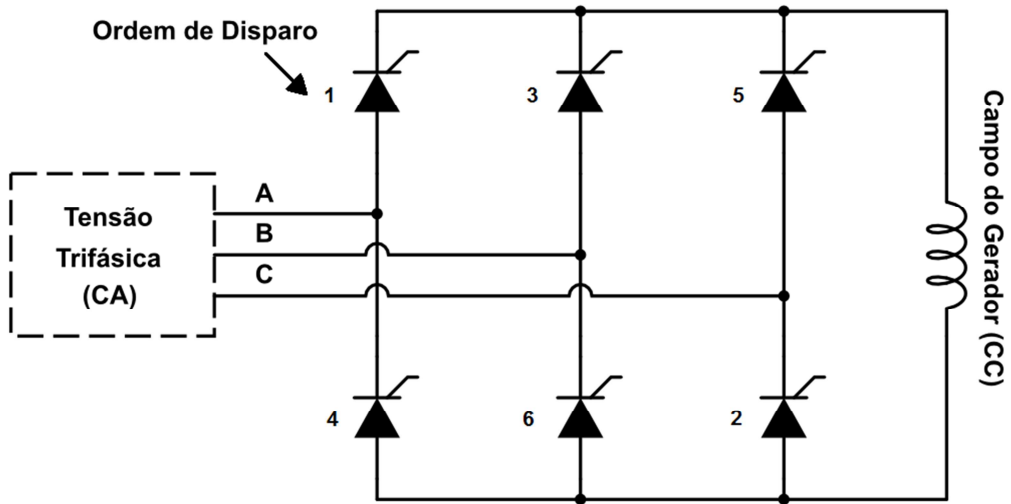 Ordem de Disparo
1
3
5
A
B
C
Tensão
Trifásica
(CA)
Campo do Gerador (CC)
4
6
2